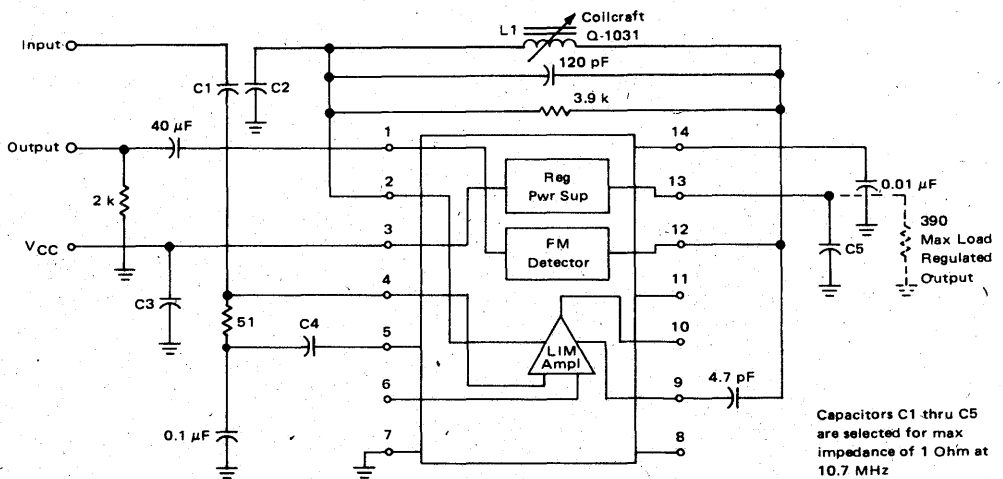 Input
C1
C2
L1
Coilcraft
Q-1031
120 pF
3.9 k
Output
40 µF
2 k
VCC
C3
51
C4
0.1 µF
1
2
3
4
5
6
7
14
13
12
11
10
9
8
Reg
Pwr Sup
FM
Detector
LIM
Ampl
4.7 pF
0.01 µF
C5
390
Max Load
Regulated
Output
Capacitors C1 thru C5
are selected for max
impedance of 1 Ohm at
10.7 MHz